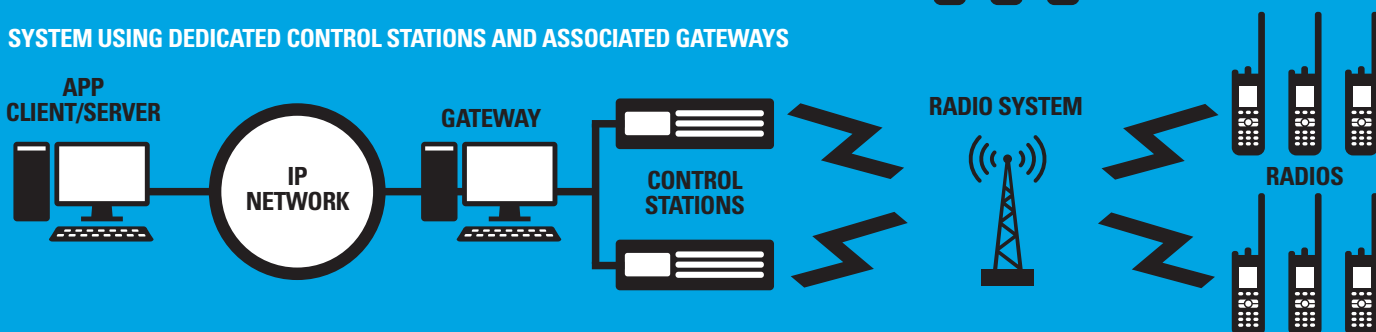 SYSTEM USING DEDICATED CONTROL STATIONS AND ASSOCIATED GATEWAYS
APP
CLIENT/SERVER
IP
NETWORK
GATEWAY
CONTROL
STATIONS
RADIO SYSTEM
RADIOS